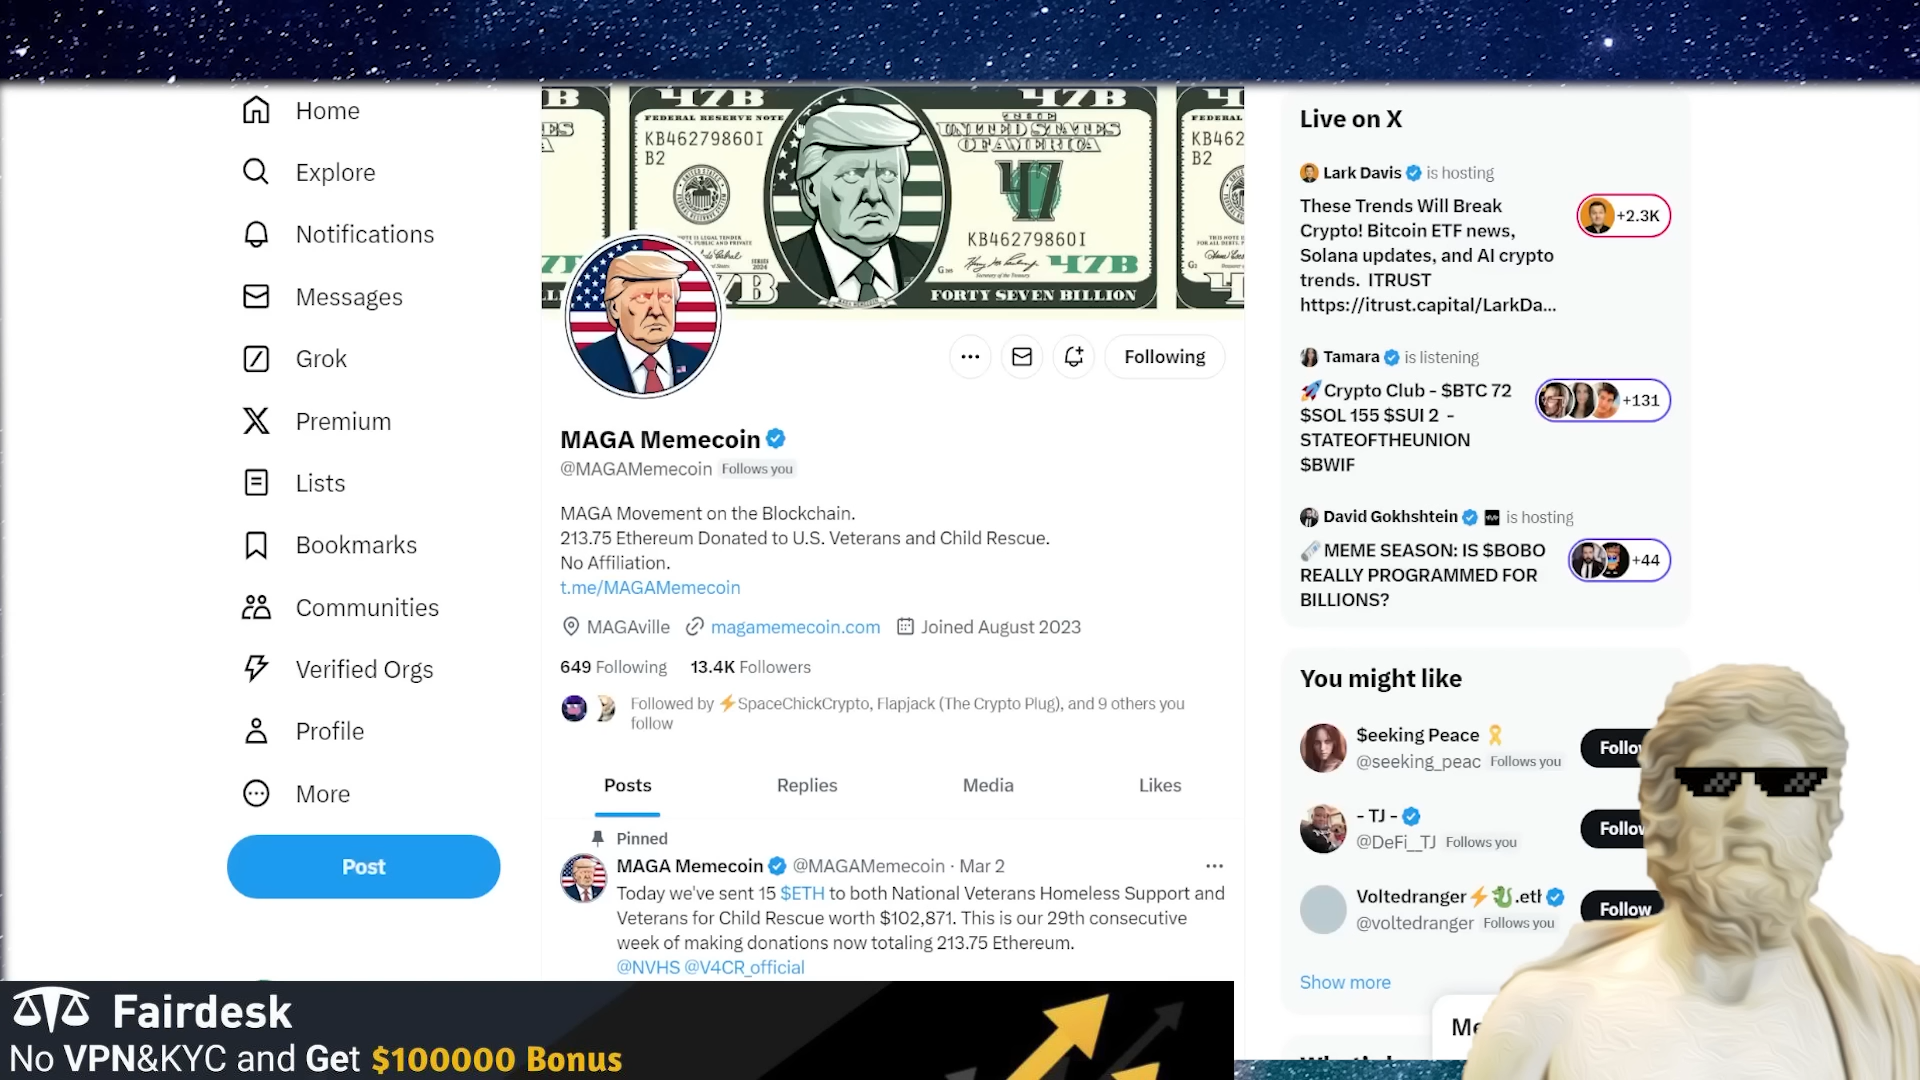 Home
Explore
Notifications
Messages
Grok
Premium
Lists
Bookmarks
Communities
Verified Orgs
Profile
More
Post
47B
47B
FEDERAL RESERVE NOTE
KB46279860I
B2
THE
UNITED STATES
OF AMERICA
47
KB46279860I
47B
FORTY SEVEN BILLION
KB462
B2
Following
MAGA Memecoin
@MAGAMemecoin Follows you
MAGA Movement on the Blockchain.
213.75 Ethereum Donated to U.S. Veterans and Child Rescue.
No Affiliation.
t.me/MAGAMemecoin
MAGAville magamemecoin.com Joined August 2023
649 Following 13.4K Followers
Followed by ⚡SpaceChickCrypto, Flapjack (The Crypto Plug), and 9 others you
follow
Posts Replies Media Likes
Pinned
MAGA Memecoin @MAGAMemecoin · Mar 2
Today we've sent 15 $ETH to both National Veterans Homeless Support and
Veterans for Child Rescue worth $102,871. This is our 29th consecutive
week of making donations now totaling 213.75 Ethereum.
@NVHS @V4CR_official
Live on X
Lark Davis is hosting
These Trends Will Break
Crypto! Bitcoin ETF news,
Solana updates, and AI crypto
trends. ITRUST
https://itrust.capital/LarkDa...
+2.3K
Tamara is listening
🚀Crypto Club - $BTC 72
$SOL 155 $SUI 2 -
STATEOFTHEUNION
$BWIF
+131
David Gokhshtein is hosting
🗞️MEME SEASON: IS $BOBO
REALLY PROGRAMMED FOR
BILLIONS?
+44
You might like
$eeking Peace 🎗️
@seeking_peac Follows you
Follo
- TJ -
@DeFi__TJ Follows you
Follo
Voltedranger⚡🐉.et
@voltedranger Follows you
Follow
Show more
Me
Fairdesk
No VPN&KYC and Get $100000 Bonus